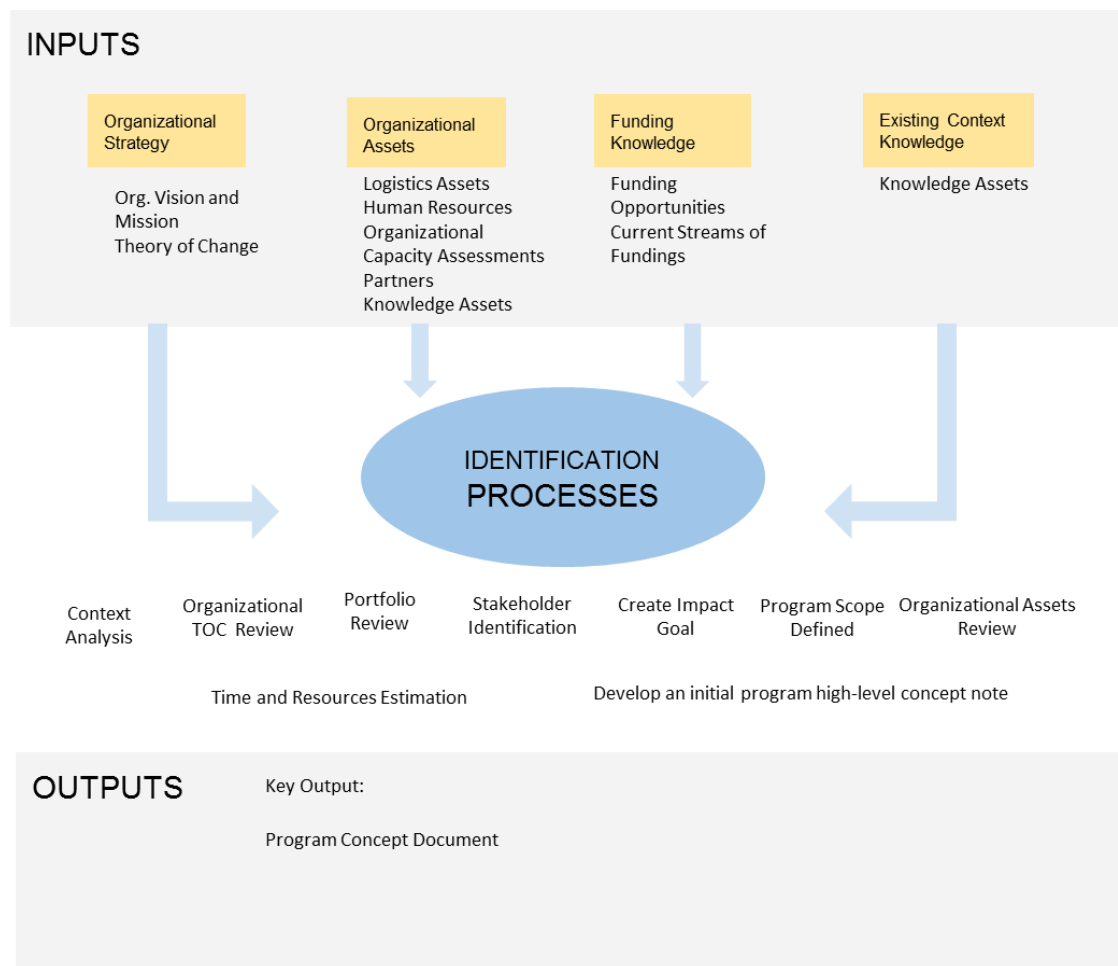 INPUTS
Organizational
Strategy
Org. Vision and
Mission
Theory of Change
Organizational
Assets
Logistics Assets
Human Resources
Organizational
Capacity Assessments
Partners
Knowledge Assets
Funding
Knowledge
Funding
Opportunities
Current Streams of
Fundings
Existing Context
Knowledge
Knowledge Assets
IDENTIFICATION
PROCESSES
Context
Analysis
Organizational
TOC Review
Portfolio
Review
Stakeholder
Identification
Create Impact
Goal
Program Scope
Defined
Organizational Assets
Review
Time and Resources Estimation
Develop an initial program high-level concept note
OUTPUTS
Key Output:
Program Concept Document